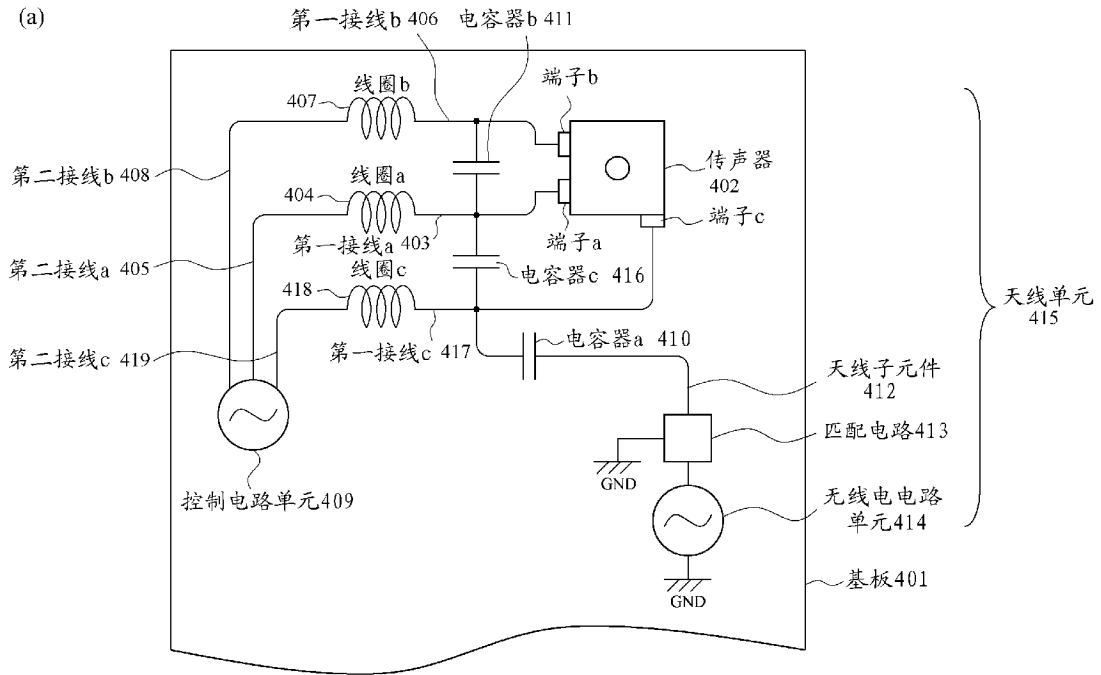 (a)
第一接线b 406
电容器b 411
线圈b
407
端子b
传声器
402
第二接线b 408
线圈a
404
端子c
第一接线a 403
端子a
第二接线a 405
线圈c
418
电容器c 416
天线单元
415
第二接线c 419
第一接线c 417
电容器a 410
天线子元件
412
匹配电路413
GND
控制电路单元409
无线电电路
单元414
基板401
GND